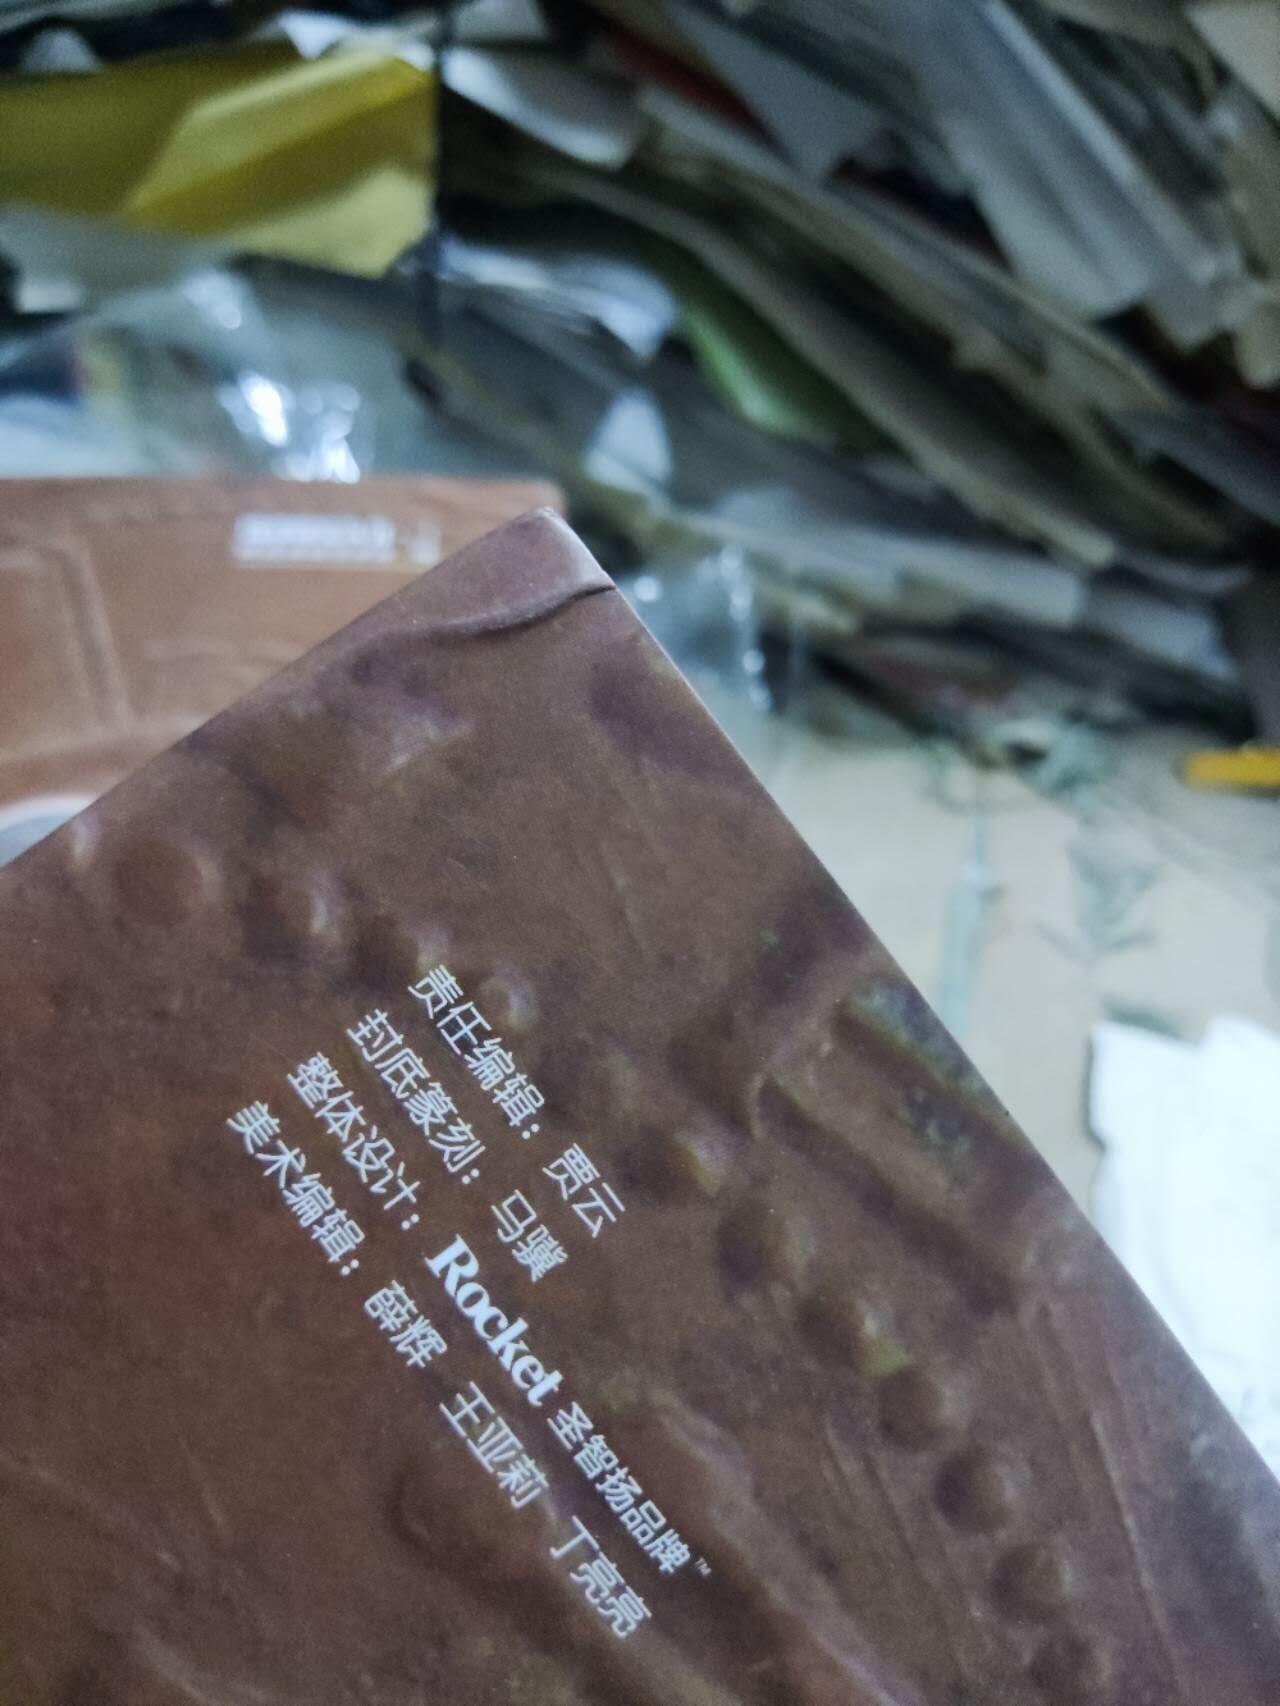 责任编辑：贾云
封底篆刻：马骥
整体设计：Rocket 圣智扬品牌™
美术编辑：薛辉 王亚莉 丁亮亮